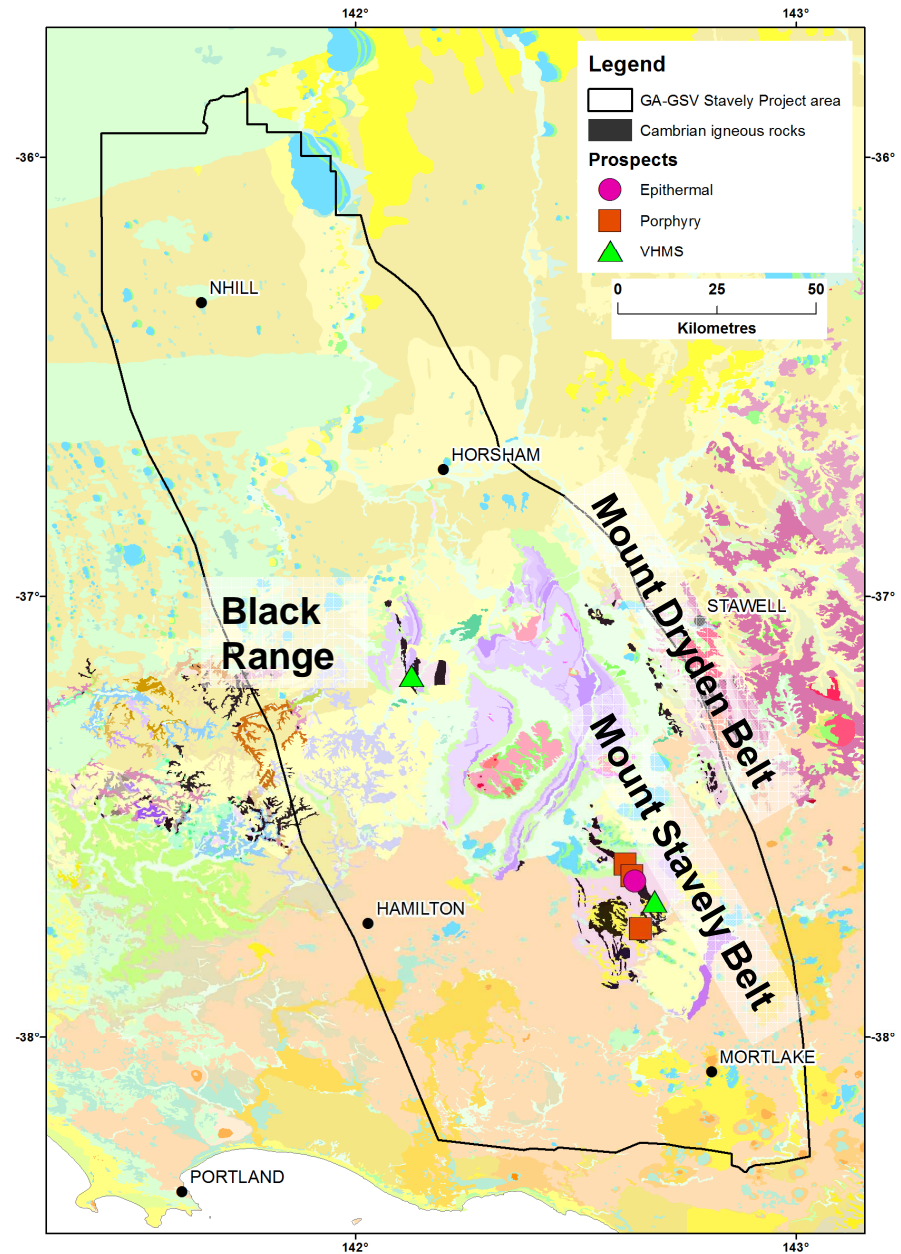 142°
143°
Legend
GA-GSV Stavely Project area
Cambrian igneous rocks
Prospects
Epithermal
Porphyry
VHMS
0 25 50
Kilometres
-36°
-36°
NHILL
HORSHAM
Mount Dryden Belt
-37°
-37°
STAWELL
Black
Range
Mount Stavely Belt
HAMILTON
-38°
-38°
MORTLAKE
PORTLAND
142°
143°